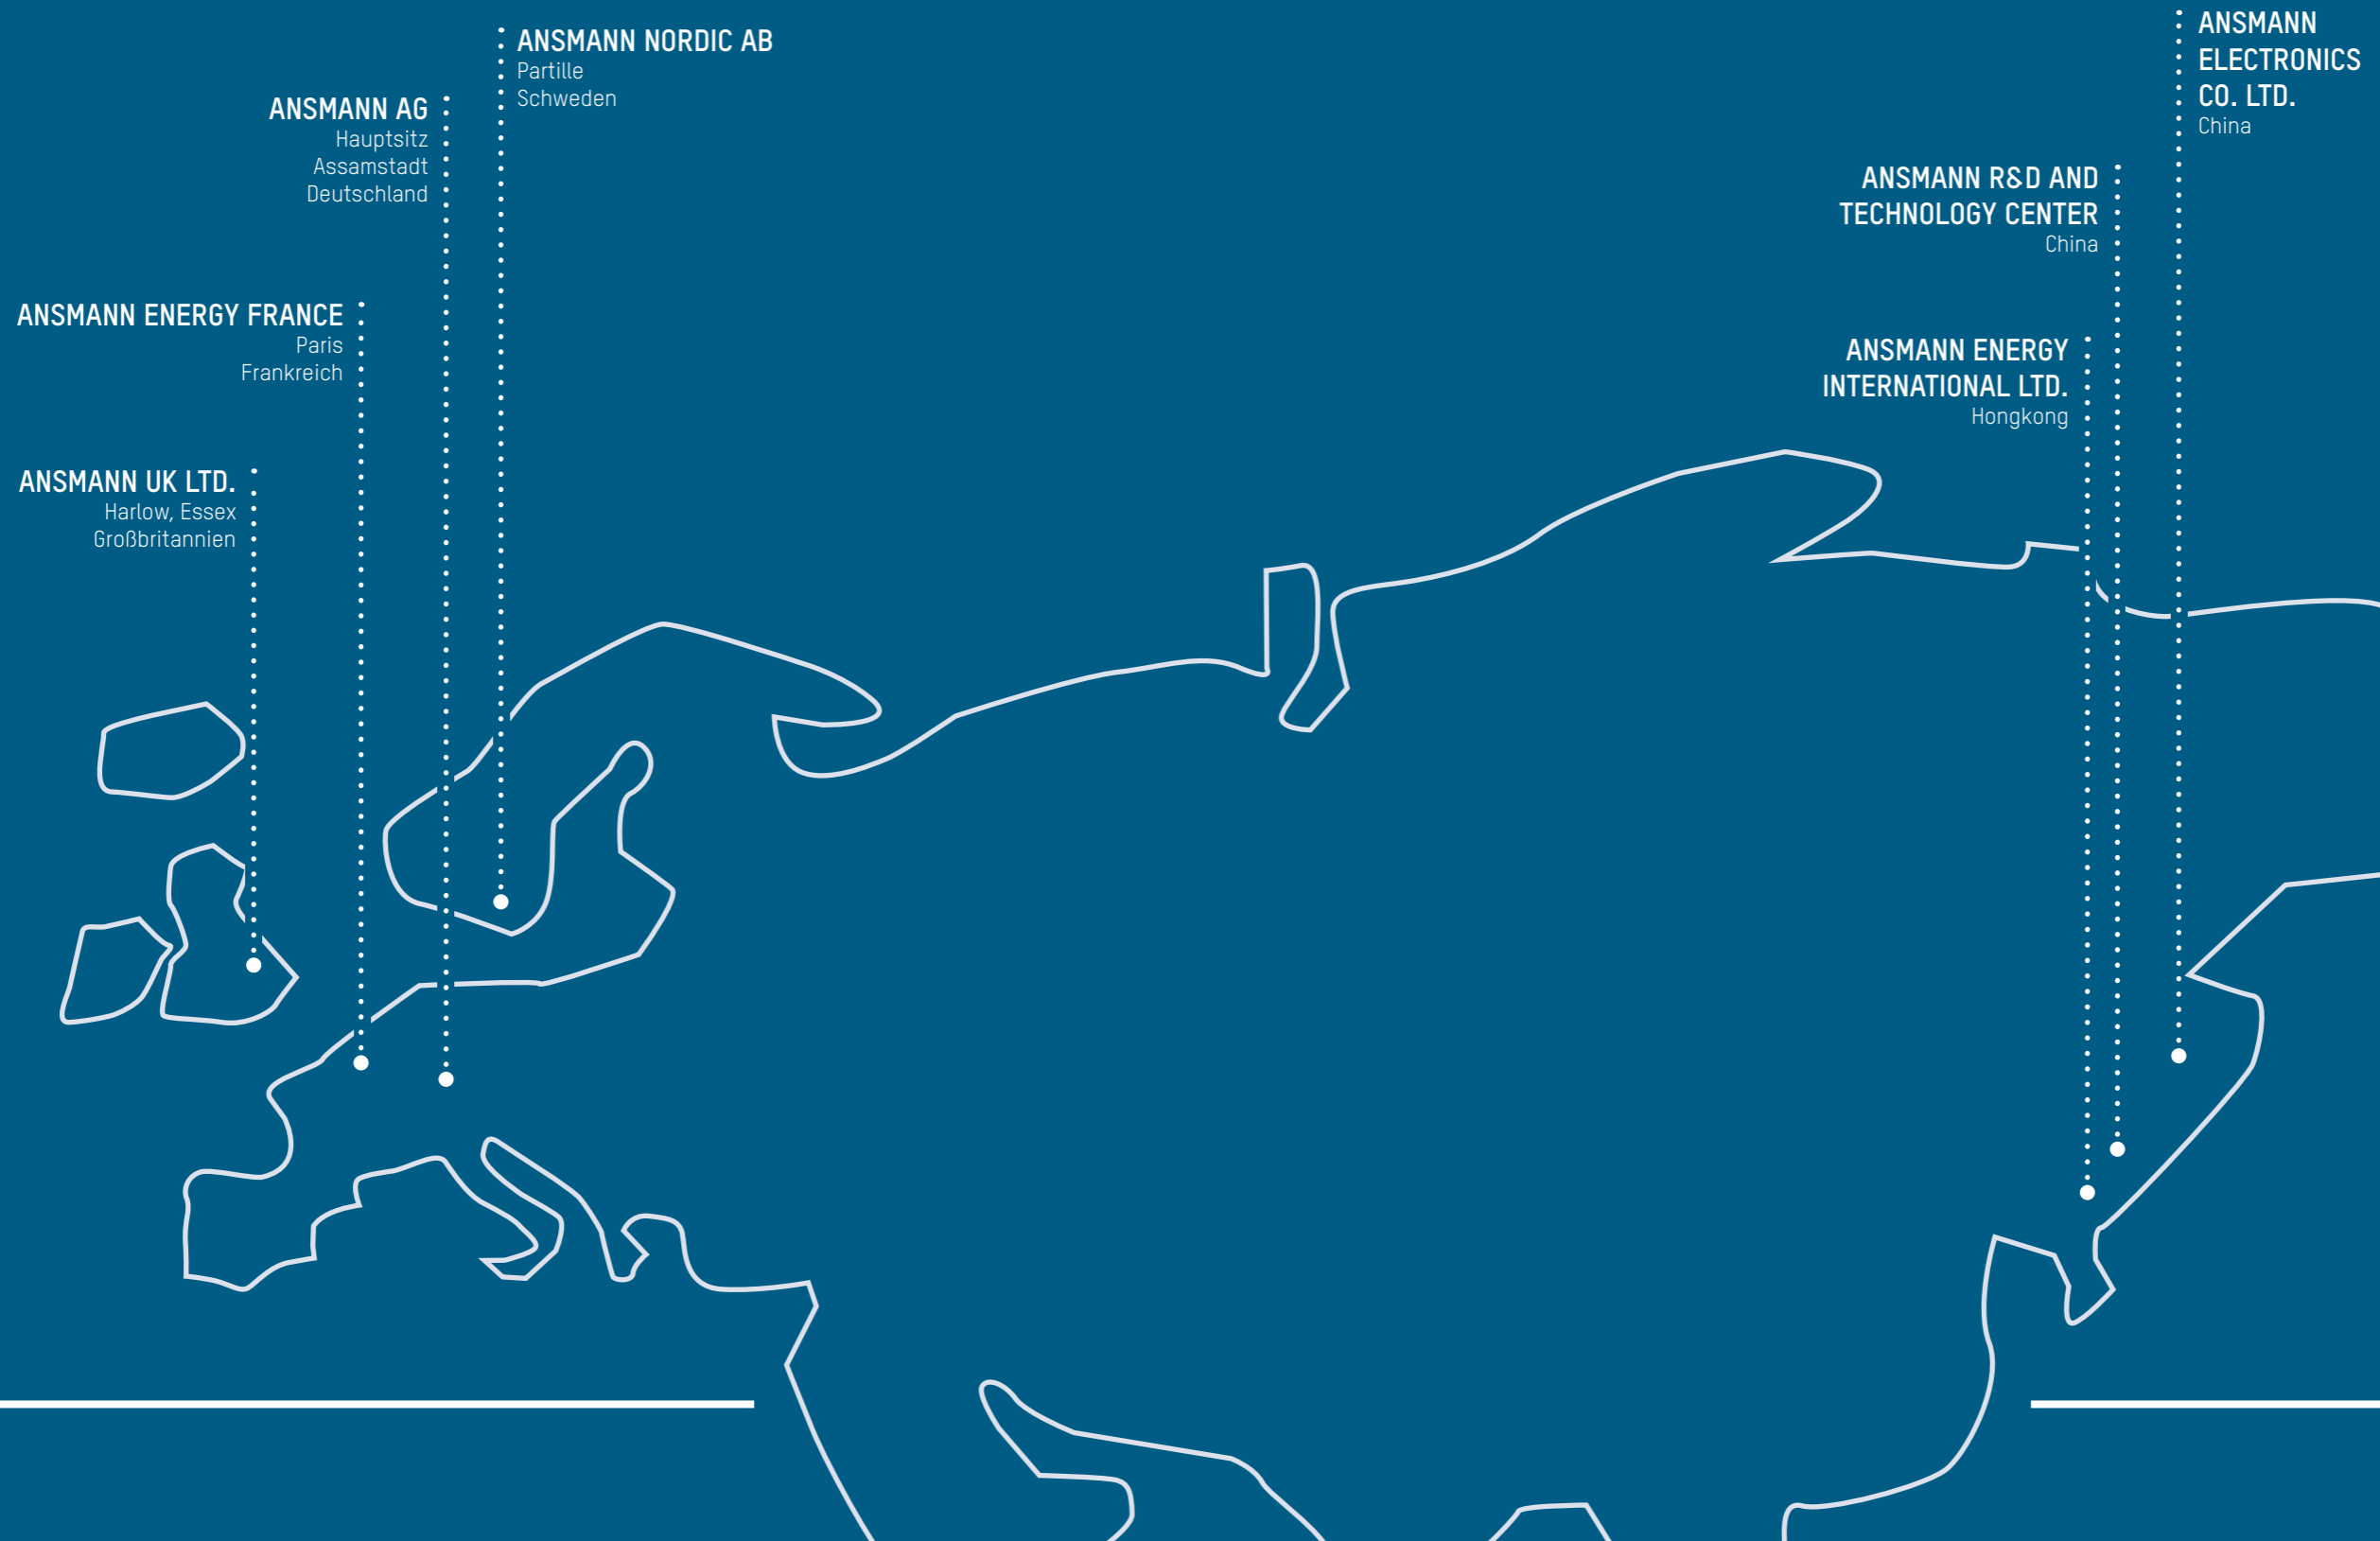 ANSMANN NORDIC AB
Partille
Schweden
ANSMANN AG
Hauptsitz
Assamstadt
Deutschland
ANSMANN ENERGY FRANCE
Paris
Frankreich
ANSMANN UK LTD.
Harlow, Essex
Großbritannien
ANSMANN
ELECTRONICS
CO. LTD.
China
ANSMANN R&D AND
TECHNOLOGY CENTER
China
ANSMANN ENERGY
INTERNATIONAL LTD.
Hongkong